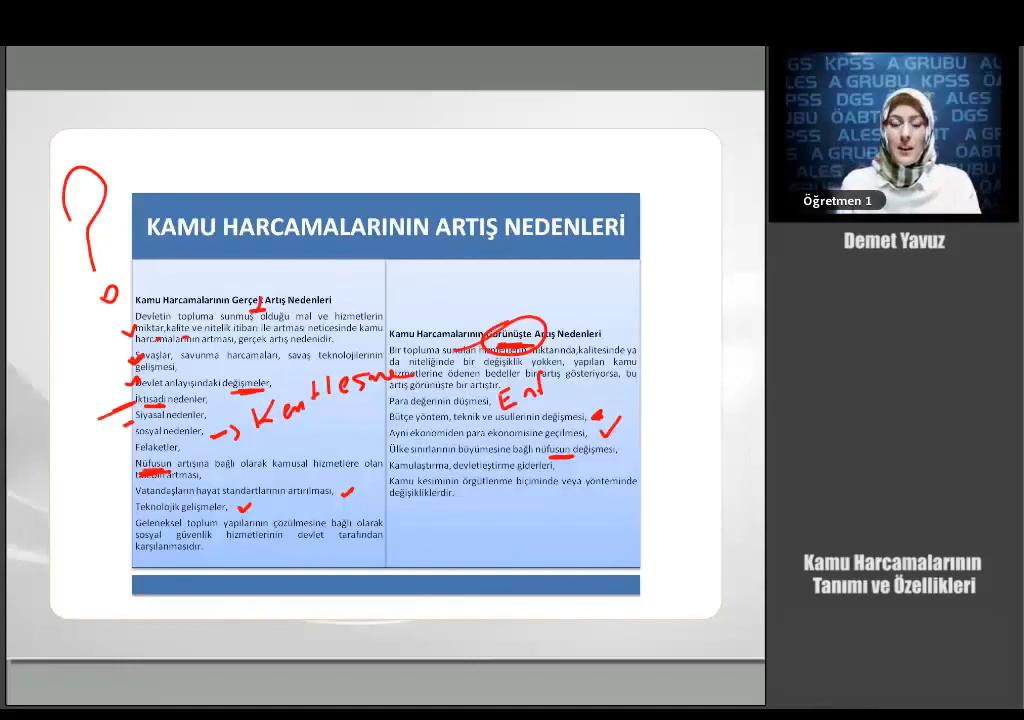 GS KPSS A GRUBU AL
LES A GRUBU KPSS ÖA
PSS DGS ALES
UBU ÖABT DGS
PSS ALES IT A GR
A GRUBU ÖABT
KPSS ALES
Öğretmen 1
Demet Yavuz
KAMU HARCAMALARININ ARTIŞ NEDENLERİ
Kamu Harcamalarının Gerçek Artış Nedenleri
Devletin topluma sunmuş olduğu mal ve hizmetlerin
miktar,kalite ve nitelik itibarı ile artması neticesinde kamu
harcamalarının artması, gerçek artış nedenidir.
Savaşlar, savunma harcamaları, savaş teknolojilerinin
gelişmesi,
Devlet anlayışındaki değişmeler,
İktisadi nedenler,
Siyasal nedenler,
sosyal nedenler,
Kentleşme
Felaketler,
Nüfusun artışına bağlı olarak kamusal hizmetlere olan
talebin artması,
Vatandaşların hayat standartlarının artırılması,
Teknolojik gelişmeler,
Geleneksel toplum yapılarının çözülmesine bağlı olarak
sosyal güvenlik hizmetlerinin devlet tarafından
karşılanmasıdır.
Kamu Harcamalarının Görünüşte Artış Nedenleri
Bir topluma sunulan hizmetlerin miktarında,kalitesinde ya
da niteliğinde bir değişiklik yokken, yapılan kamu
hizmetlerine ödenen bedeller bir artış gösteriyorsa, bu
artış görünüşte bir artıştır.
Para değerinin düşmesi,
Enf
Bütçe yöntem, teknik ve usullerinin değişmesi,
Ayni ekonomiden para ekonomisine geçilmesi,
Ülke sınırlarının büyümesine bağlı nüfusun değişmesi,
Kamulaştırma, devletleştirme giderleri,
Kamu kesiminin örgütlenme biçiminde veya yönteminde
değişikliklerdir.
Kamu Harcamalarının
Tanımı ve Özellikleri